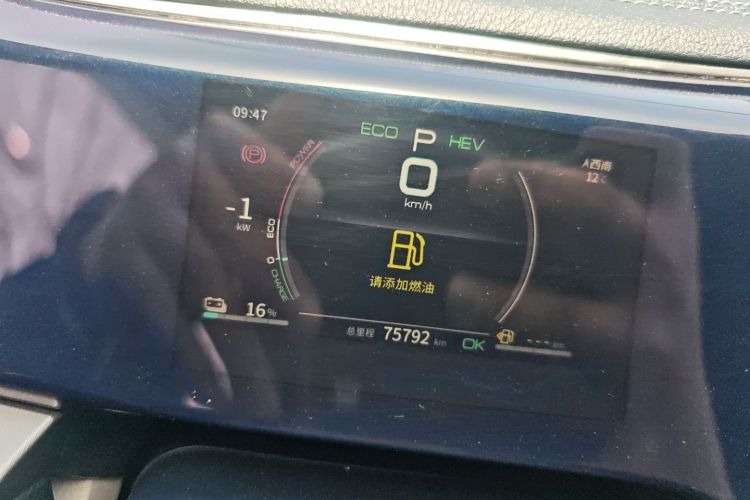 09:47
ECO P HEV
A西南
12℃
POWER
0
km/h
-1
kW
ECO
0
CHARGE
请添加燃油
16%
总里程 75792 km OK
--- km